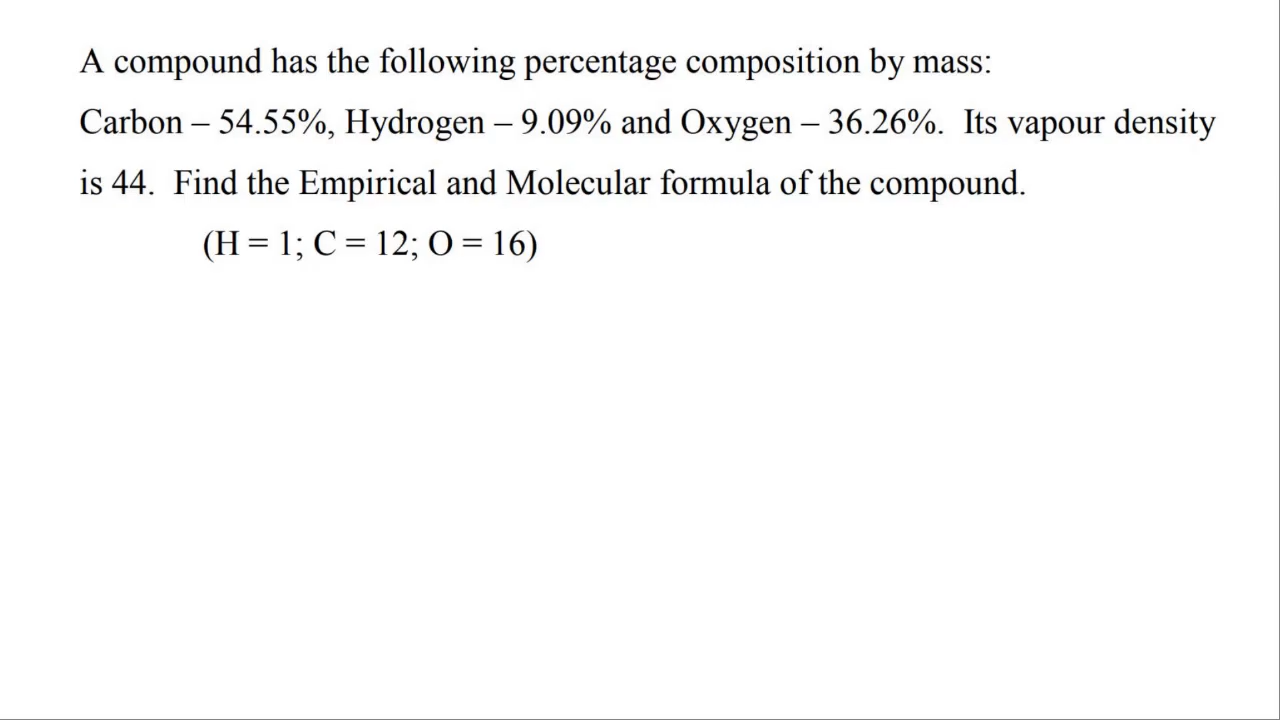 A compound has the following percentage composition by mass:
Carbon – 54.55%, Hydrogen – 9.09% and Oxygen – 36.26%.  Its vapour density
is 44.  Find the Empirical and Molecular formula of the compound.
(H = 1; C = 12; O = 16)